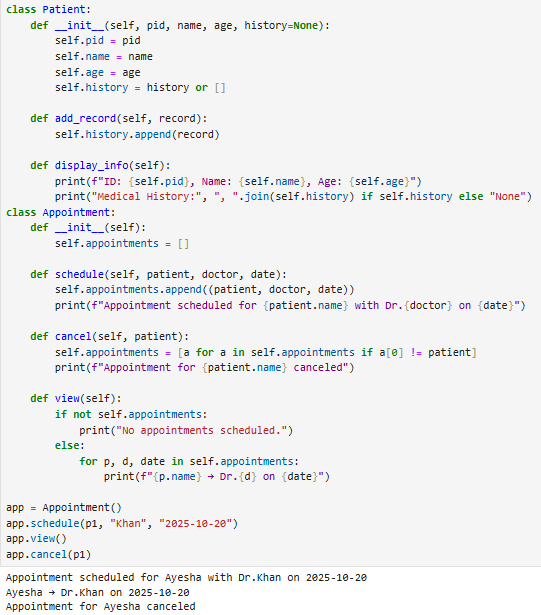 class Patient:
    def __init__(self, pid, name, age, history=None):
        self.pid = pid
        self.name = name
        self.age = age
        self.history = history or []

    def add_record(self, record):
        self.history.append(record)

    def display_info(self):
        print(f"ID: {self.pid}, Name: {self.name}, Age: {self.age}")
        print("Medical History:", ", ".join(self.history) if self.history else "None")
class Appointment:
    def __init__(self):
        self.appointments = []

    def schedule(self, patient, doctor, date):
        self.appointments.append((patient, doctor, date))
        print(f"Appointment scheduled for {patient.name} with Dr.{doctor} on {date}")

    def cancel(self, patient):
        self.appointments = [a for a in self.appointments if a[0] != patient]
        print(f"Appointment for {patient.name} canceled")

    def view(self):
        if not self.appointments:
            print("No appointments scheduled.")
        else:
            for p, d, date in self.appointments:
                print(f"{p.name} → Dr.{d} on {date}")

app = Appointment()
app.schedule(p1, "Khan", "2025-10-20")
app.view()
app.cancel(p1)
Appointment scheduled for Ayesha with Dr.Khan on 2025-10-20
Ayesha → Dr.Khan on 2025-10-20
Appointment for Ayesha canceled